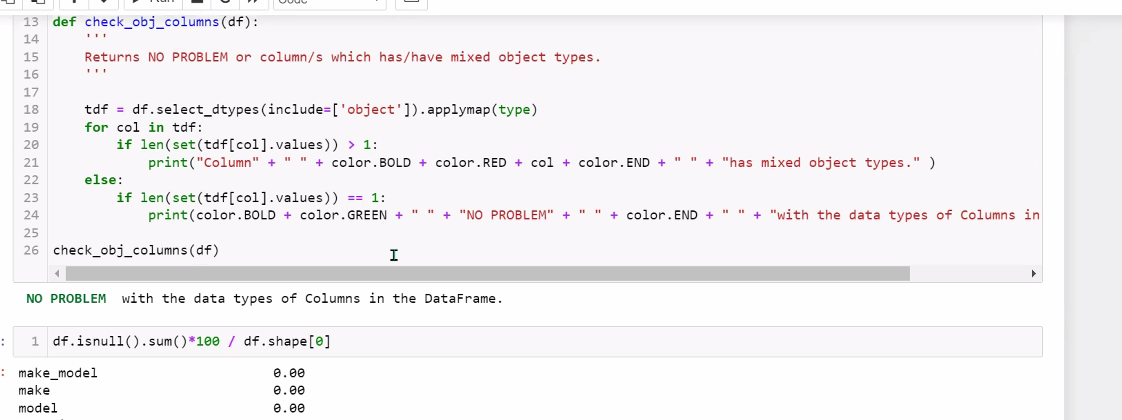 Run
Code
13 def check_obj_columns(df):
14     '''
15     Returns NO PROBLEM or column/s which has/have mixed object types.
16     '''
17
18     tdf = df.select_dtypes(include=['object']).applymap(type)
19     for col in tdf:
20         if len(set(tdf[col].values)) > 1:
21             print("Column" + " " + color.BOLD + color.RED + col + color.END + " " + "has mixed object types." )
22     else:
23         if len(set(tdf[col].values)) == 1:
24             print(color.BOLD + color.GREEN + " " + "NO PROBLEM" + " " + color.END + " " + "with the data types of Columns in
25
26 check_obj_columns(df)
NO PROBLEM  with the data types of Columns in the DataFrame.
: 1 df.isnull().sum()*100 / df.shape[0]
: make_model 0.00
make 0.00
model 0.00